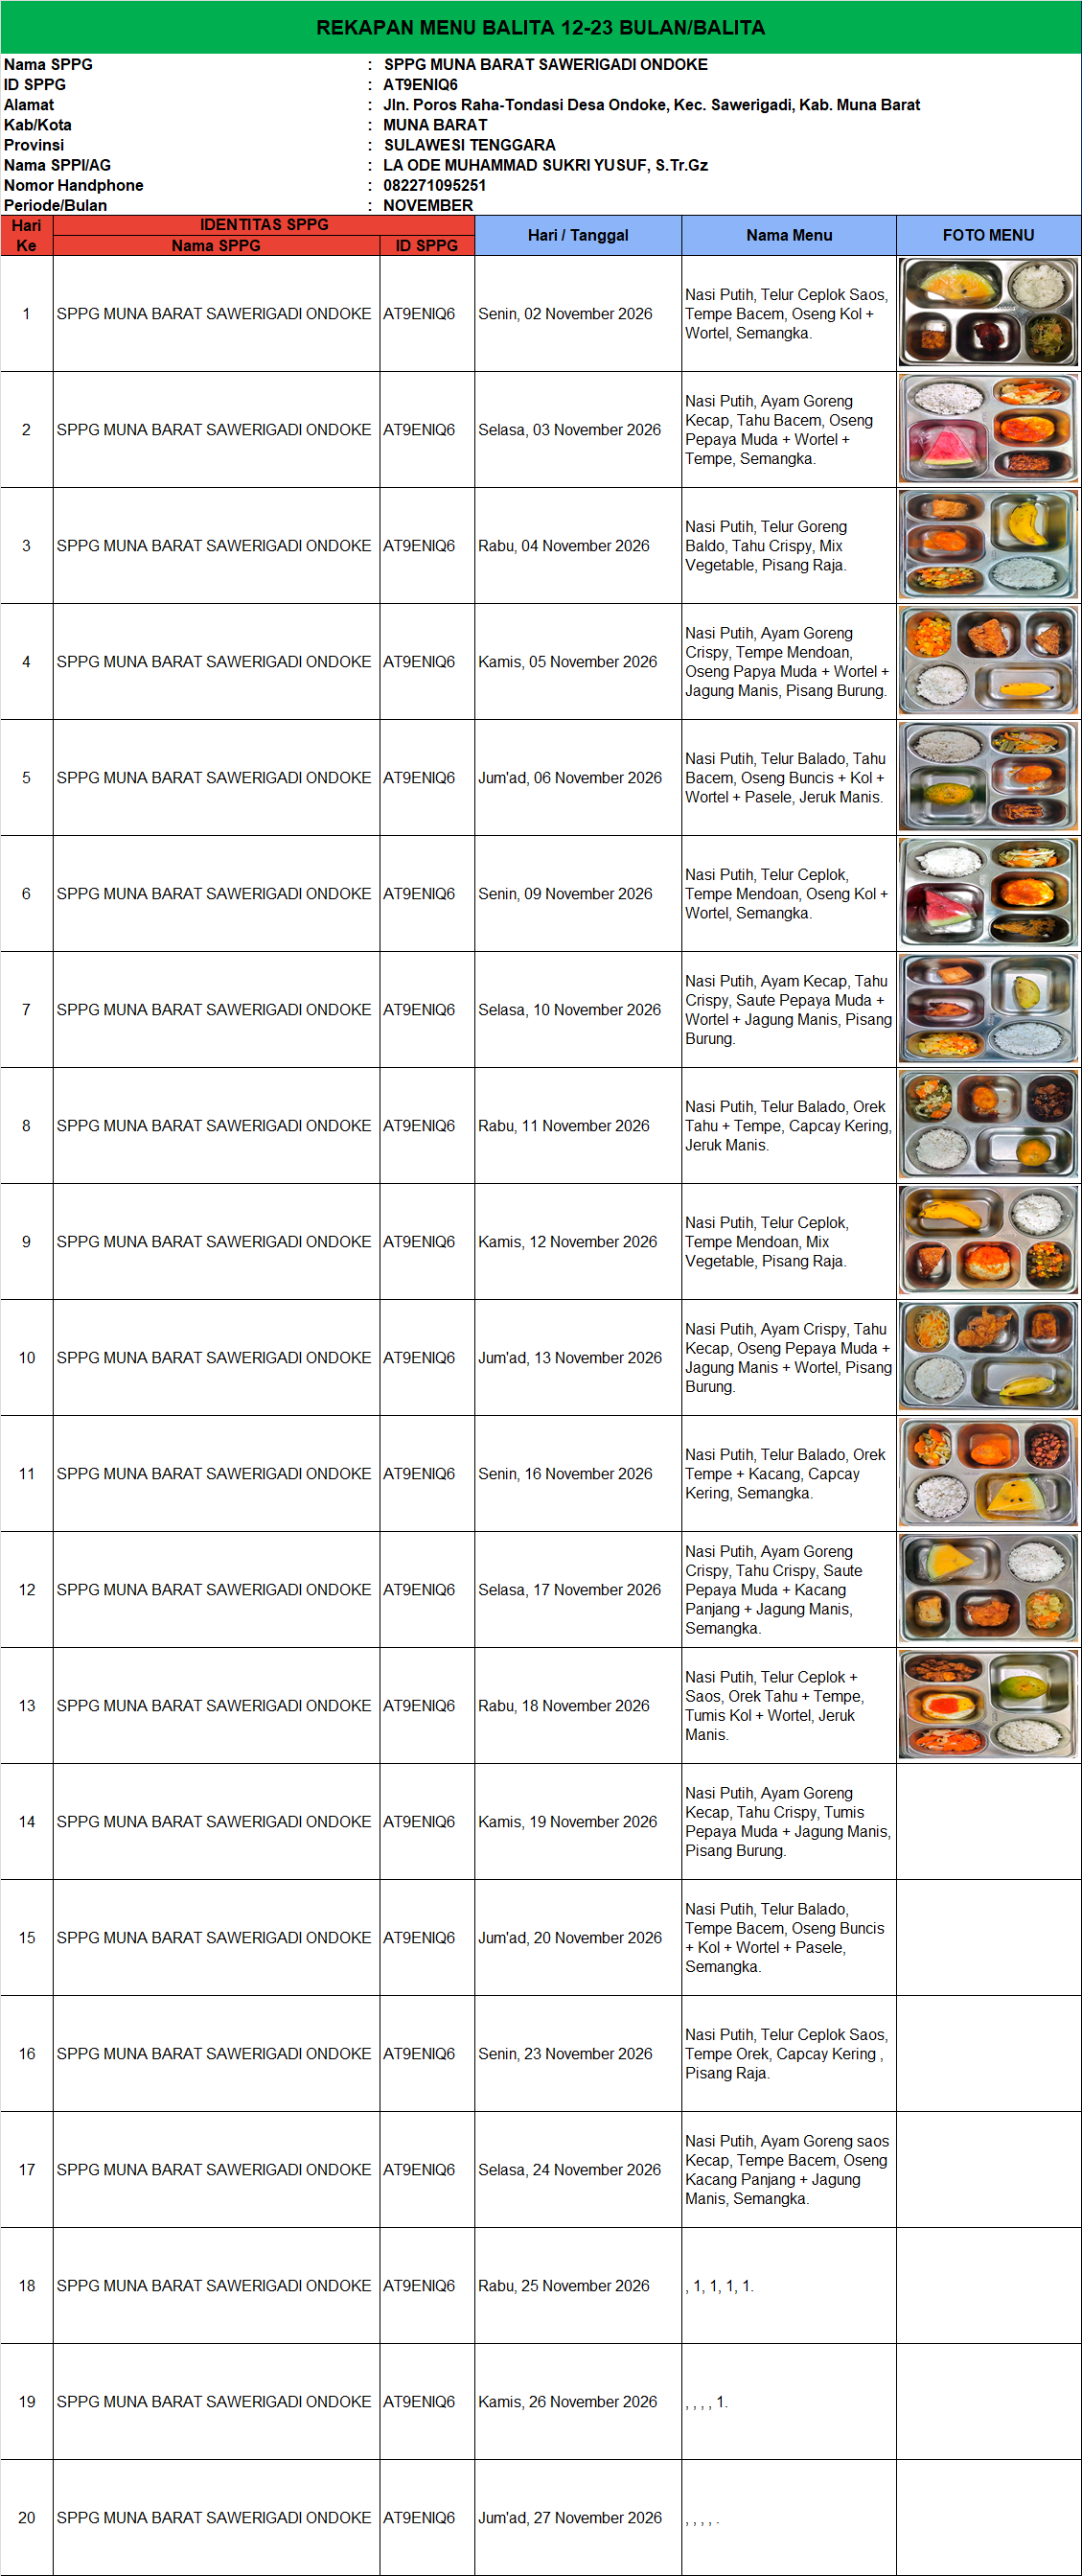 REKAPAN MENU BALITA 12-23 BULAN/BALITA
Nama SPPG : SPPG MUNA BARAT SAWERIGADI ONDOKE
ID SPPG : AT9ENIQ6
Alamat : Jln. Poros Raha-Tondasi Desa Ondoke, Kec. Sawerigadi, Kab. Muna Barat
Kab/Kota : MUNA BARAT
Provinsi : SULAWESI TENGGARA
Nama SPPI/AG : LA ODE MUHAMMAD SUKRI YUSUF, S.Tr.Gz
Nomor Handphone : 082271095251
Periode/Bulan : NOVEMBER
Hari Ke IDENTITAS SPPG Hari / Tanggal Nama Menu FOTO MENU
Nama SPPG ID SPPG
1 SPPG MUNA BARAT SAWERIGADI ONDOKE AT9ENIQ6 Senin, 02 November 2026
Nasi Putih, Telur Ceplok Saos,
Tempe Bacem, Oseng Kol +
Wortel, Semangka.
2 SPPG MUNA BARAT SAWERIGADI ONDOKE AT9ENIQ6 Selasa, 03 November 2026
Nasi Putih, Ayam Goreng
Kecap, Tahu Bacem, Oseng
Pepaya Muda + Wortel +
Tempe, Semangka.
3 SPPG MUNA BARAT SAWERIGADI ONDOKE AT9ENIQ6 Rabu, 04 November 2026
Nasi Putih, Telur Goreng
Baldo, Tahu Crispy, Mix
Vegetable, Pisang Raja.
4 SPPG MUNA BARAT SAWERIGADI ONDOKE AT9ENIQ6 Kamis, 05 November 2026
Nasi Putih, Ayam Goreng
Crispy, Tempe Mendoan,
Oseng Papya Muda + Wortel +
Jagung Manis, Pisang Burung.
5 SPPG MUNA BARAT SAWERIGADI ONDOKE AT9ENIQ6 Jum'ad, 06 November 2026
Nasi Putih, Telur Balado, Tahu
Bacem, Oseng Buncis + Kol +
Wortel + Pasele, Jeruk Manis.
6 SPPG MUNA BARAT SAWERIGADI ONDOKE AT9ENIQ6 Senin, 09 November 2026
Nasi Putih, Telur Ceplok,
Tempe Mendoan, Oseng Kol +
Wortel, Semangka.
7 SPPG MUNA BARAT SAWERIGADI ONDOKE AT9ENIQ6 Selasa, 10 November 2026
Nasi Putih, Ayam Kecap, Tahu
Crispy, Saute Pepaya Muda +
Wortel + Jagung Manis, Pisang
Burung.
8 SPPG MUNA BARAT SAWERIGADI ONDOKE AT9ENIQ6 Rabu, 11 November 2026
Nasi Putih, Telur Balado, Orek
Tahu + Tempe, Capcay Kering,
Jeruk Manis.
9 SPPG MUNA BARAT SAWERIGADI ONDOKE AT9ENIQ6 Kamis, 12 November 2026
Nasi Putih, Telur Ceplok,
Tempe Mendoan, Mix
Vegetable, Pisang Raja.
10 SPPG MUNA BARAT SAWERIGADI ONDOKE AT9ENIQ6 Jum'ad, 13 November 2026
Nasi Putih, Ayam Crispy, Tahu
Kecap, Oseng Pepaya Muda +
Jagung Manis + Wortel, Pisang
Burung.
11 SPPG MUNA BARAT SAWERIGADI ONDOKE AT9ENIQ6 Senin, 16 November 2026
Nasi Putih, Telur Balado, Orek
Tempe + Kacang, Capcay
Kering, Semangka.
12 SPPG MUNA BARAT SAWERIGADI ONDOKE AT9ENIQ6 Selasa, 17 November 2026
Nasi Putih, Ayam Goreng
Crispy, Tahu Crispy, Saute
Pepaya Muda + Kacang
Panjang + Jagung Manis,
Semangka.
13 SPPG MUNA BARAT SAWERIGADI ONDOKE AT9ENIQ6 Rabu, 18 November 2026
Nasi Putih, Telur Ceplok +
Saos, Orek Tahu + Tempe,
Tumis Kol + Wortel, Jeruk
Manis.
14 SPPG MUNA BARAT SAWERIGADI ONDOKE AT9ENIQ6 Kamis, 19 November 2026
Nasi Putih, Ayam Goreng
Kecap, Tahu Crispy, Tumis
Pepaya Muda + Jagung Manis,
Pisang Burung.
15 SPPG MUNA BARAT SAWERIGADI ONDOKE AT9ENIQ6 Jum'ad, 20 November 2026
Nasi Putih, Telur Balado,
Tempe Bacem, Oseng Buncis
+ Kol + Wortel + Pasele,
Semangka.
16 SPPG MUNA BARAT SAWERIGADI ONDOKE AT9ENIQ6 Senin, 23 November 2026
Nasi Putih, Telur Ceplok Saos,
Tempe Orek, Capcay Kering ,
Pisang Raja.
17 SPPG MUNA BARAT SAWERIGADI ONDOKE AT9ENIQ6 Selasa, 24 November 2026
Nasi Putih, Ayam Goreng saos
Kecap, Tempe Bacem, Oseng
Kacang Panjang + Jagung
Manis, Semangka.
18 SPPG MUNA BARAT SAWERIGADI ONDOKE AT9ENIQ6 Rabu, 25 November 2026 , 1, 1, 1, 1.
19 SPPG MUNA BARAT SAWERIGADI ONDOKE AT9ENIQ6 Kamis, 26 November 2026 , , , , 1.
20 SPPG MUNA BARAT SAWERIGADI ONDOKE AT9ENIQ6 Jum'ad, 27 November 2026 , , , , .